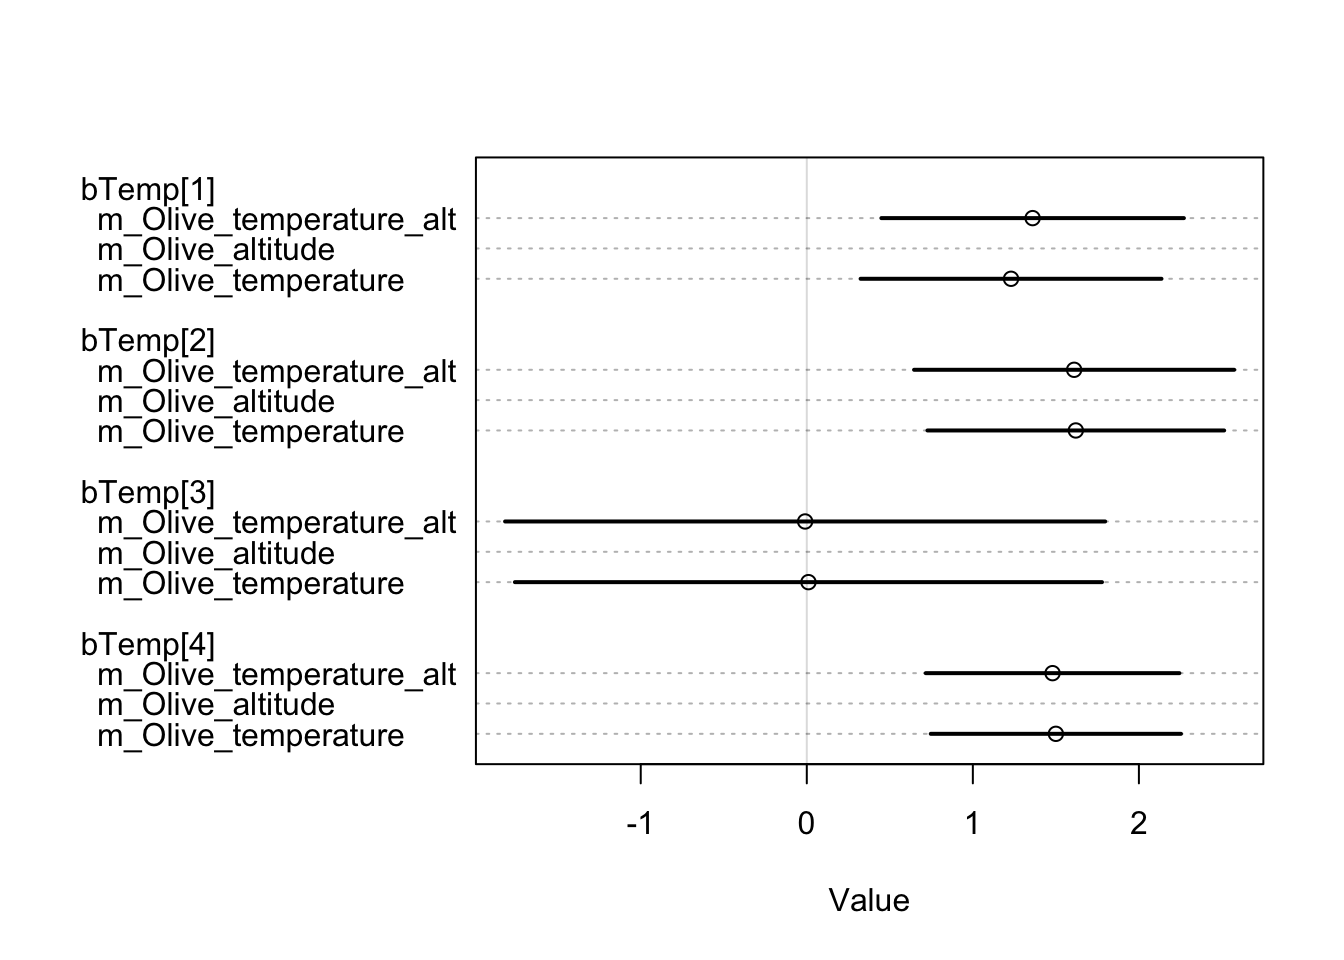 bTemp[1]
m_Olive_temperature_alt
m_Olive_altitude
m_Olive_temperature
bTemp[2]
m_Olive_temperature_alt
m_Olive_altitude
m_Olive_temperature
bTemp[3]
m_Olive_temperature_alt
m_Olive_altitude
m_Olive_temperature
bTemp[4]
m_Olive_temperature_alt
m_Olive_altitude
m_Olive_temperature
-1 0 1 2
Value